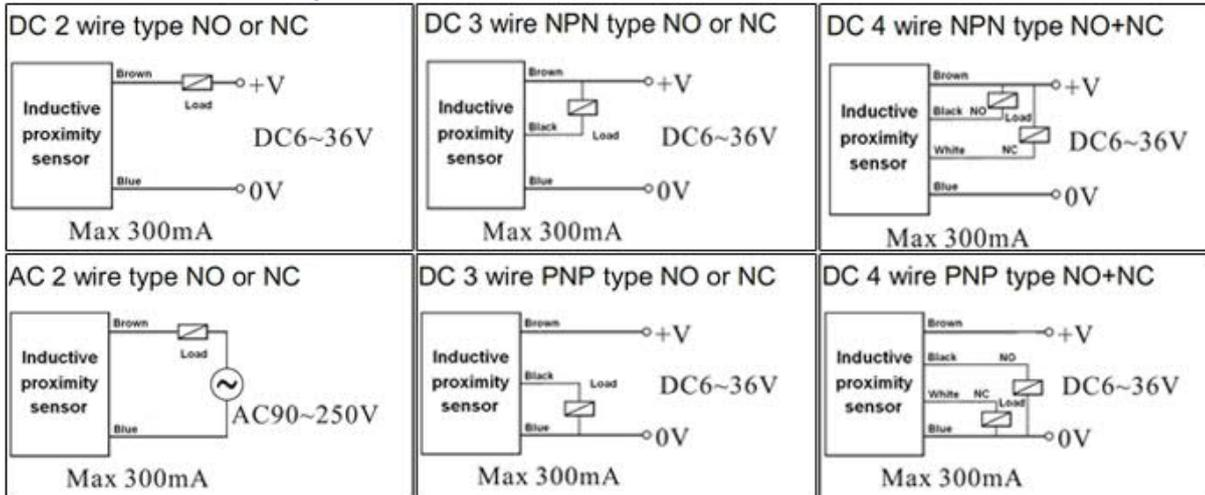 DC 2 wire type NO or NC
Brown
+V
Load
Inductive
proximity
sensor
DC6~36V
Blue
0V
Max 300mA
DC 3 wire NPN type NO or NC
Brown
+V
Inductive
proximity
sensor
Black
Load
DC6~36V
Blue
0V
Max 300mA
DC 4 wire NPN type NO+NC
Brown
+V
Inductive
proximity
sensor
Black NO
Load
DC6~36V
White NC
Blue
0V
Max 300mA
AC 2 wire type NO or NC
Brown
Load
Inductive
proximity
sensor
AC90~250V
Blue
Max 300mA
DC 3 wire PNP type NO or NC
Brown
+V
Inductive
proximity
sensor
Black
Load
DC6~36V
Blue
0V
Max 300mA
DC 4 wire PNP type NO+NC
Brown
+V
Inductive
proximity
sensor
Black NO
DC6~36V
White NC
Load
Blue
0V
Max 300mA